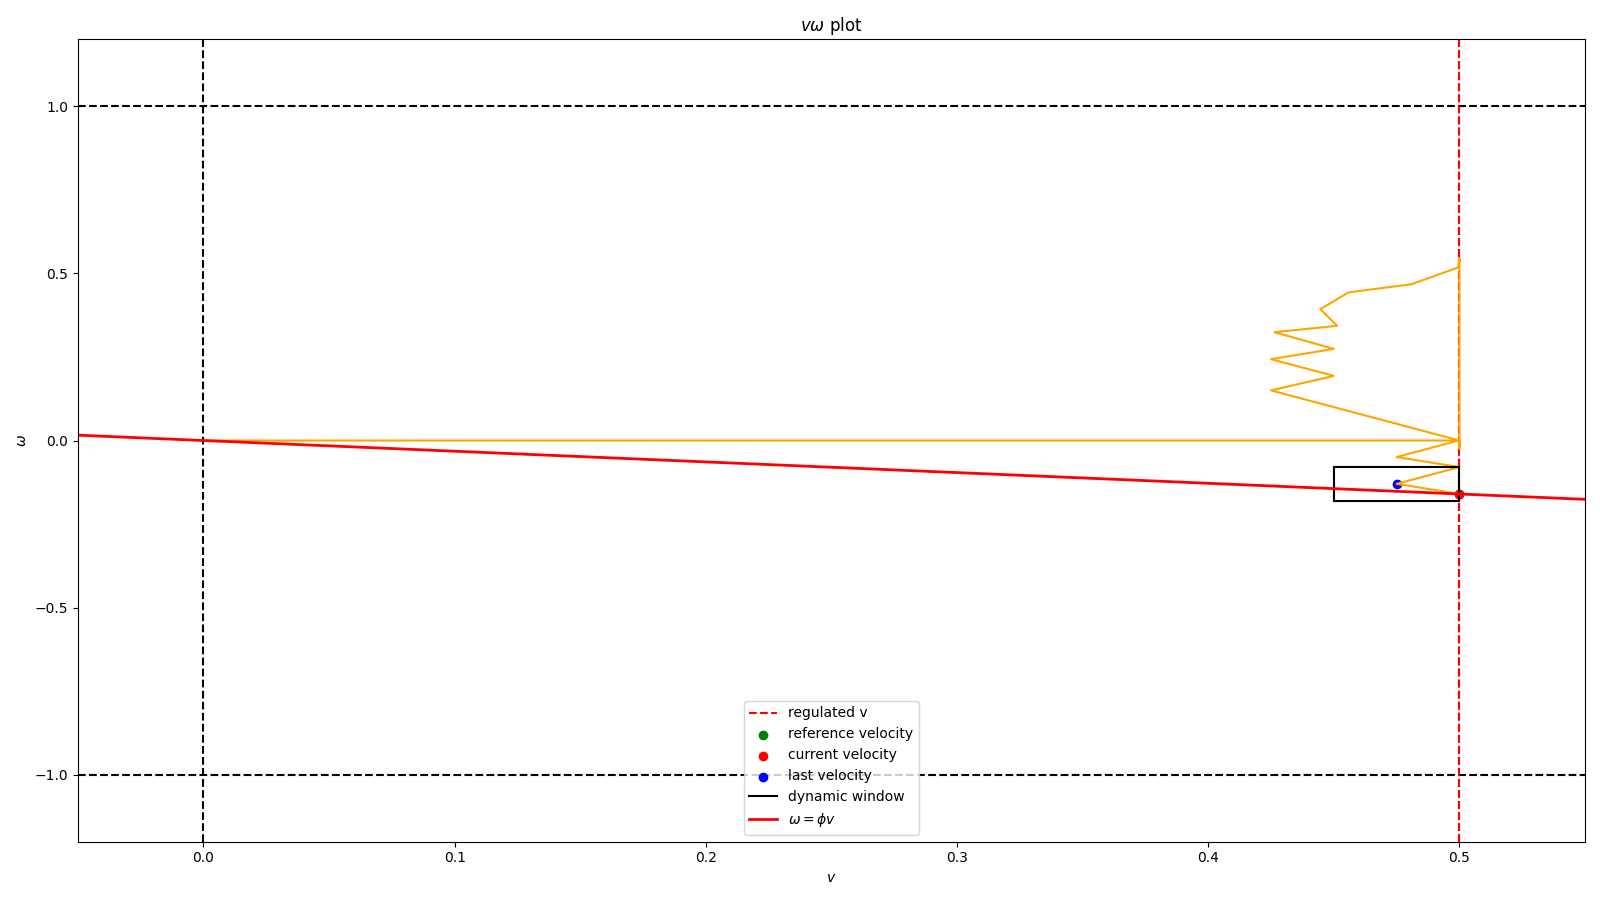 vω plot
1.0
0.5
0.0
−0.5
−1.0
ω
0.0 0.1 0.2 0.3 0.4 0.5
v
regulated v
reference velocity
current velocity
last velocity
dynamic window
ω = ϕv